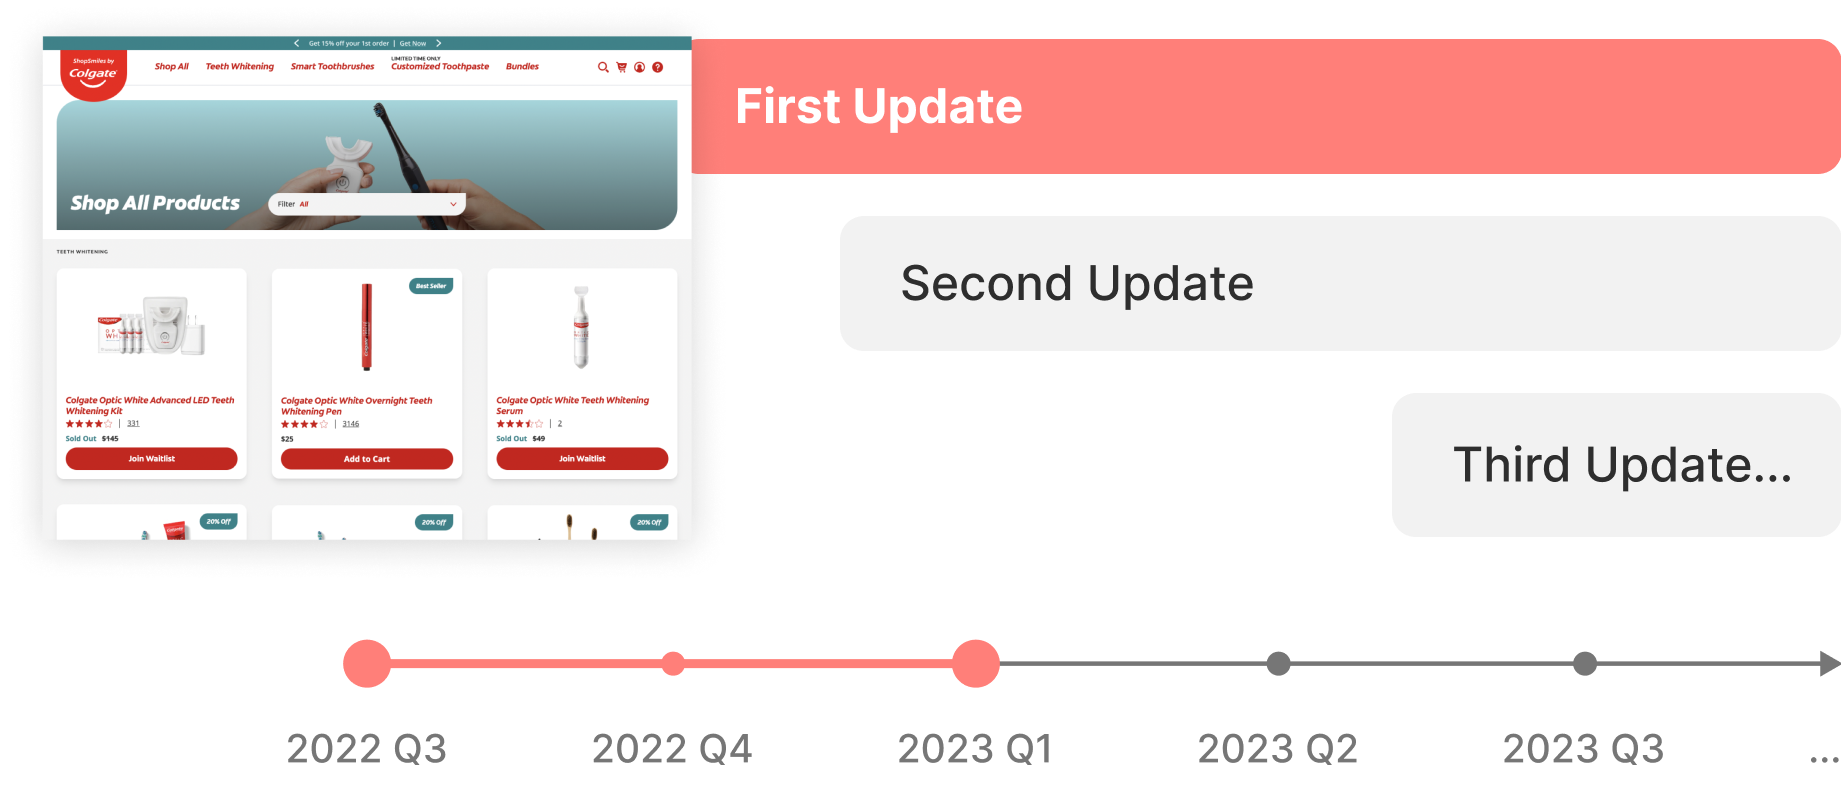 Get 15% off your 1st order | Get Now
ShopSmiles by
Colgate
Shop All
Teeth Whitening
Smart Toothbrushes
LIMITED TIME ONLY
Customized Toothpaste
Bundles
Shop All Products
Filter All
TEETH WHITENING
Colgate Optic White Advanced LED Teeth
Whitening Kit
331
Sold Out $145
Join Waitlist
Best Seller
Colgate Optic White Overnight Teeth
Whitening Pen
3146
$25
Add to Cart
Colgate Optic White Teeth Whitening
Serum
2
Sold Out $49
Join Waitlist
20% Off
20% Off
20% Off
First Update
Second Update
Third Update...
2022 Q3
2022 Q4
2023 Q1
2023 Q2
2023 Q3
...